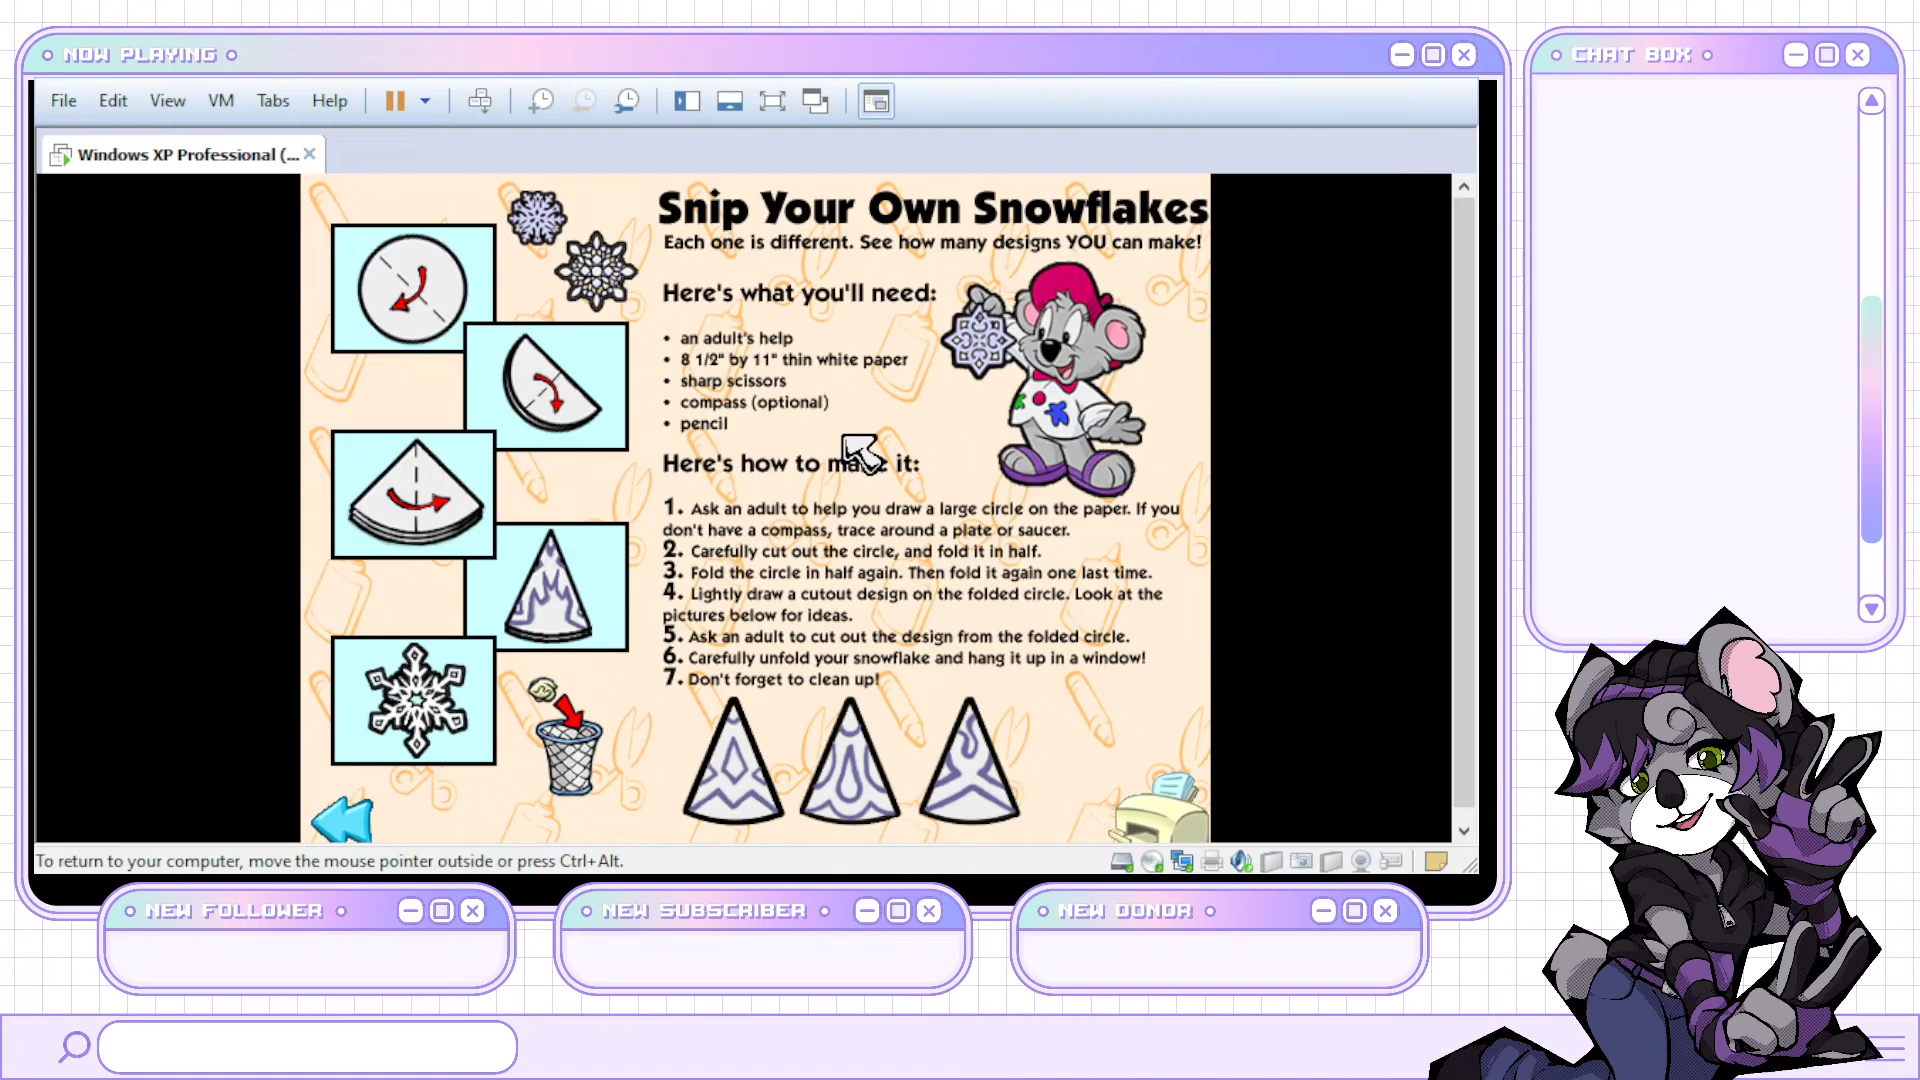 NOW PLAYING
CHAT BOX
File Edit View VM Tabs Help
Windows XP Professional (...
Snip Your Own Snowflakes
Each one is different. See how many designs YOU can make!
Here's what you'll need:
• an adult's help
• 8 1/2" by 11" thin white paper
• sharp scissors
• compass (optional)
• pencil
Here's how to make it:
1. Ask an adult to help you draw a large circle on the paper. If you
don't have a compass, trace around a plate or saucer.
2. Carefully cut out the circle, and fold it in half.
3. Fold the circle in half again. Then fold it again one last time.
4. Lightly draw a cutout design on the folded circle. Look at the
pictures below for ideas.
5. Ask an adult to cut out the design from the folded circle.
6. Carefully unfold your snowflake and hang it up in a window!
7. Don't forget to clean up!
To return to your computer, move the mouse pointer outside or press Ctrl+Alt.
NEW FOLLOWER
NEW SUBSCRIBER
NEW DONOR